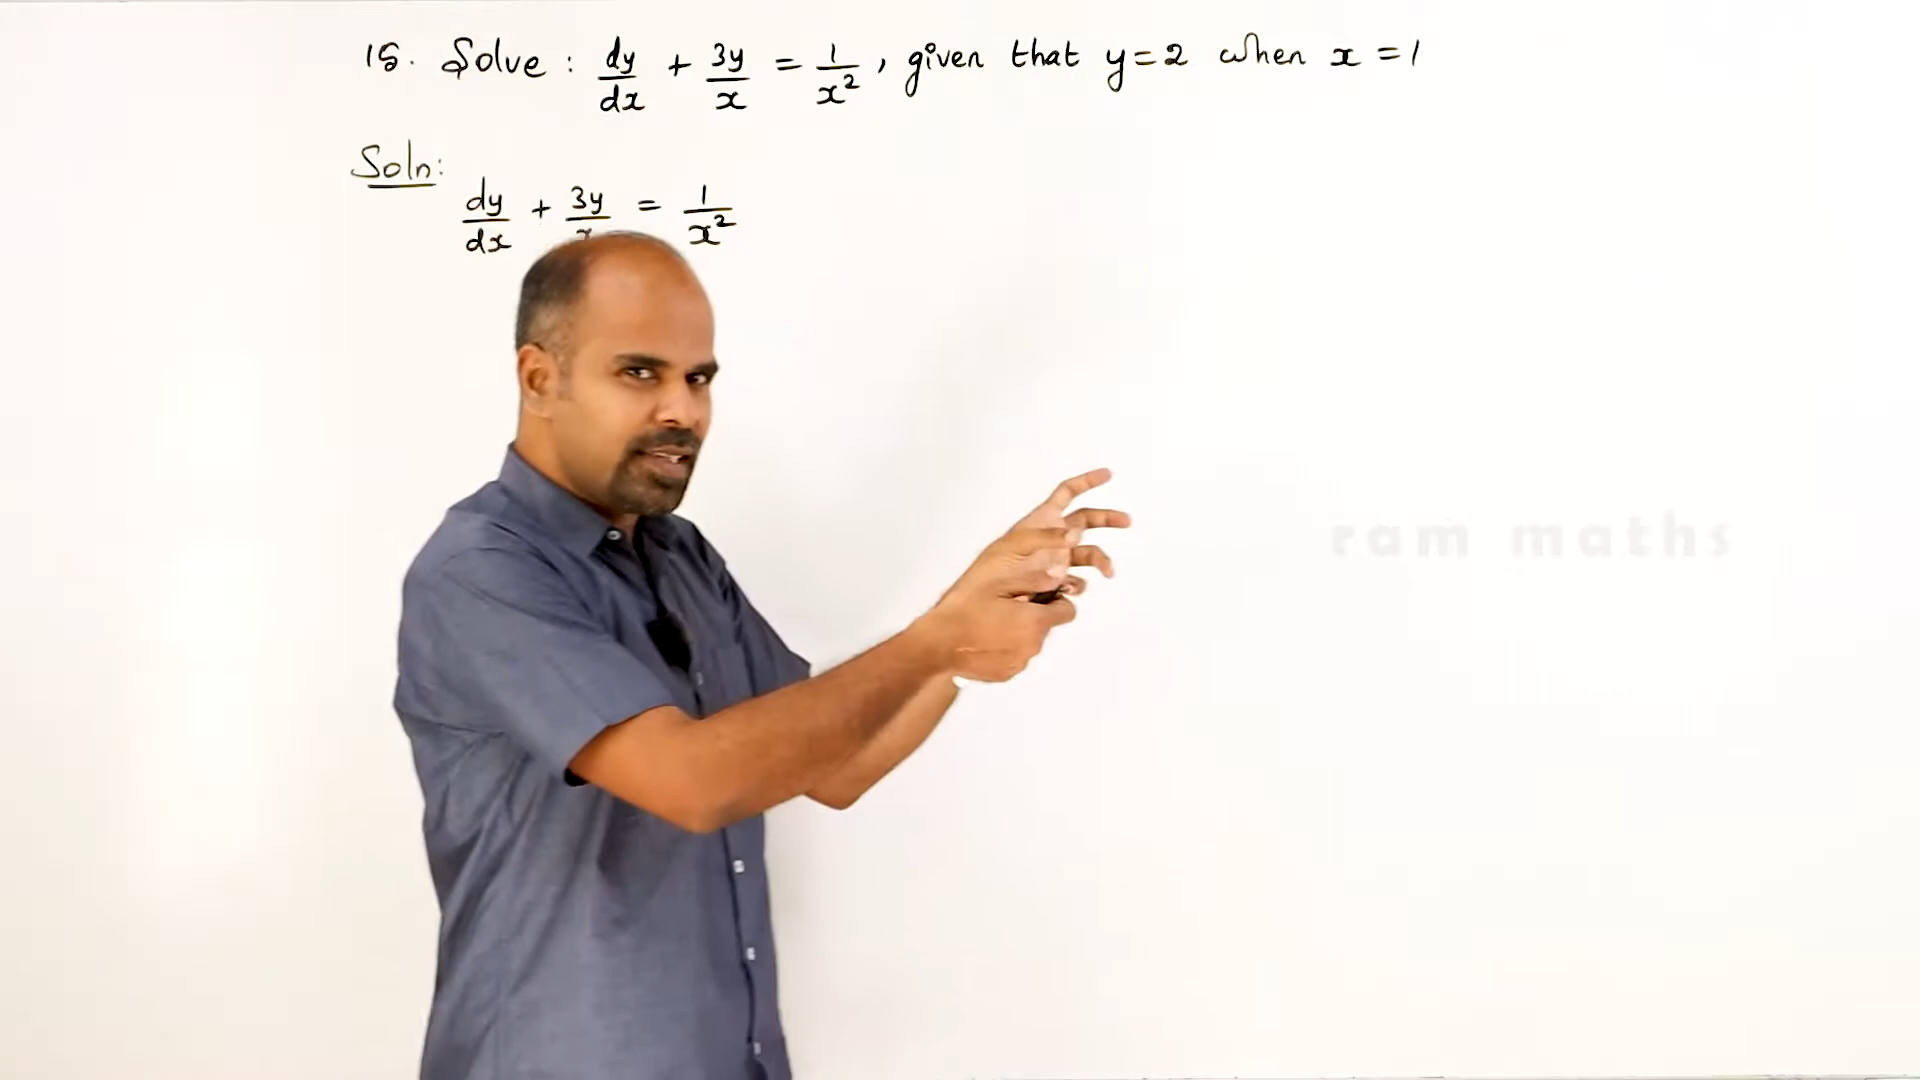 15. Solve : dy/dx + 3y/x = 1/x², given that y=2 when x=1
Soln:
dy/dx + 3y/x = 1/x²
ram maths